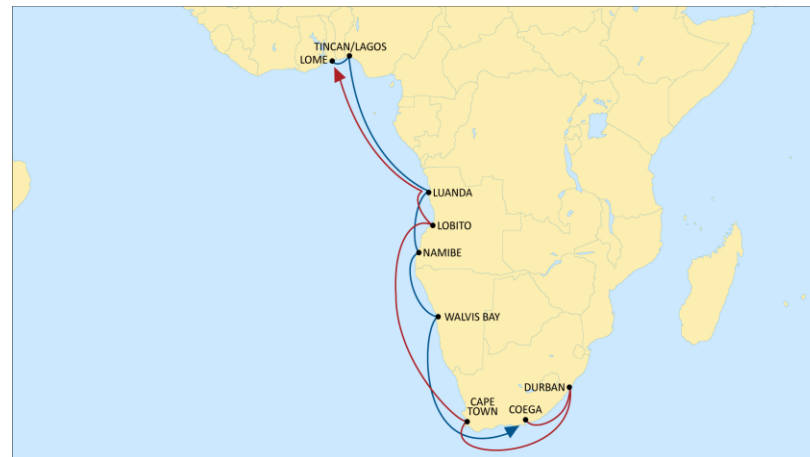 TINCAN/LAGOS
LOME
LUANDA
LOBITO
NAMIBE
WALVIS BAY
DURBAN
CAPE
TOWN
COEGA